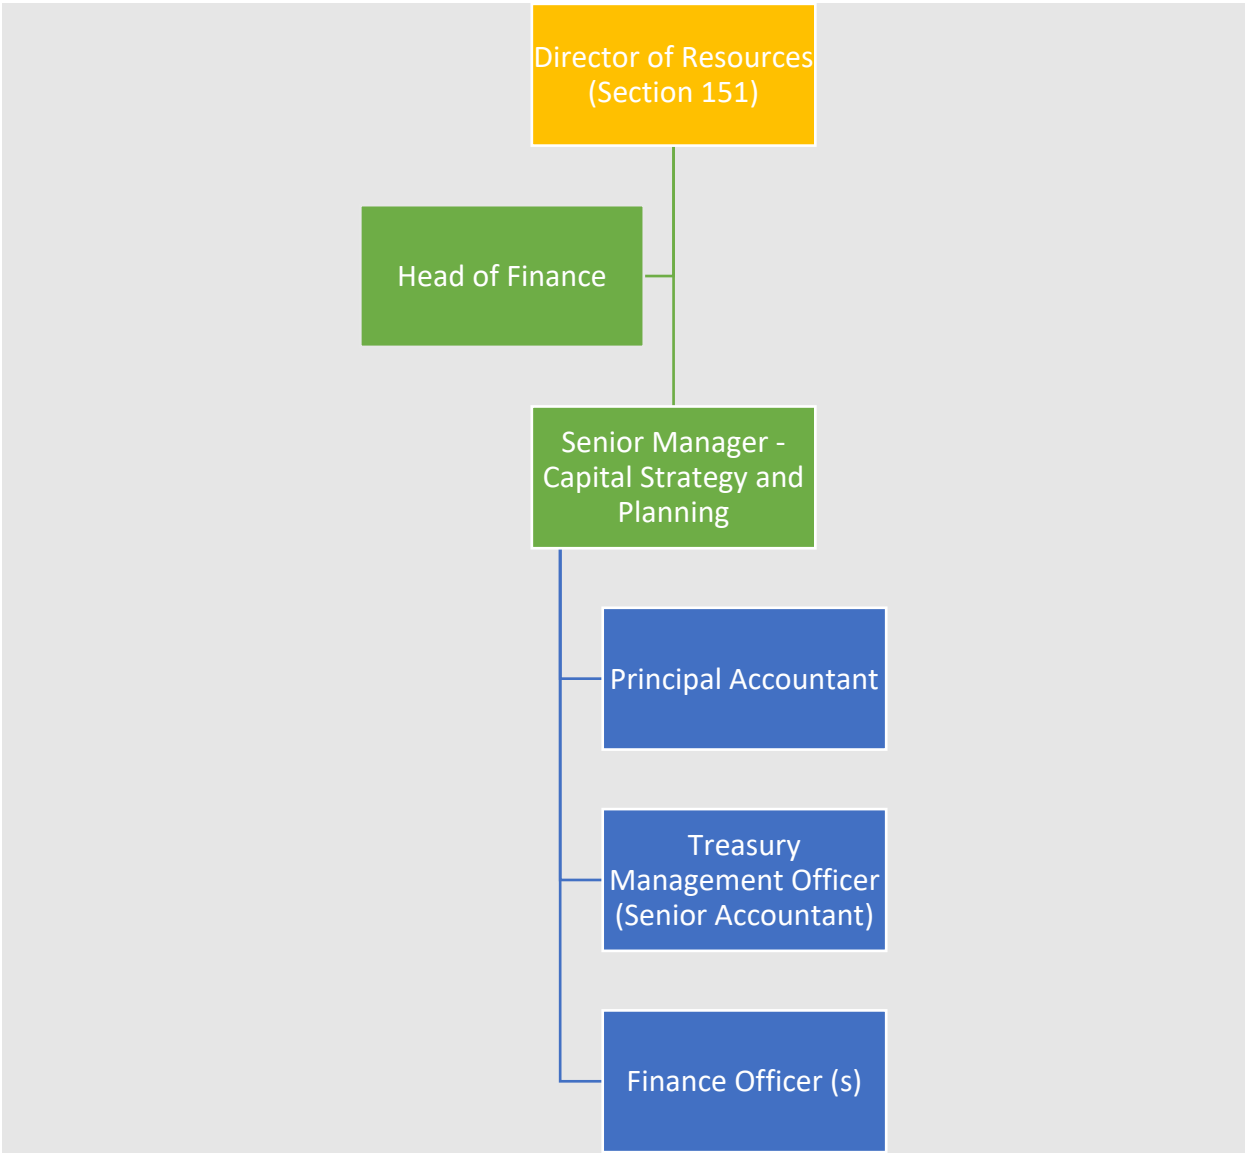 Director of Resources
(Section 151)
Head of Finance
Senior Manager -
Capital Strategy and
Planning
Principal Accountant
Treasury
Management Officer
(Senior Accountant)
Finance Officer (s)